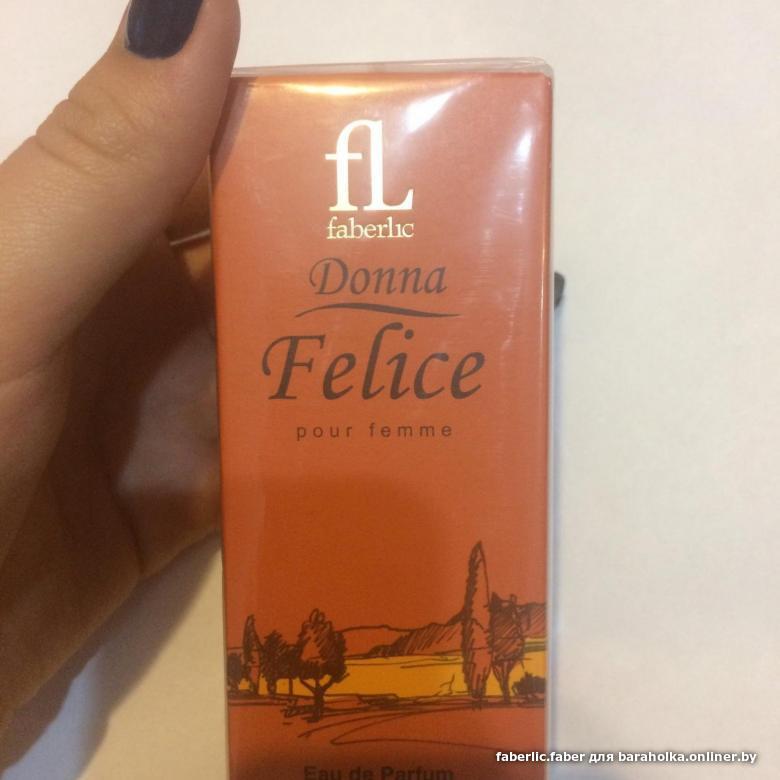 fL
faberlic
Donna
Felice
pour femme
Eau de Parfum
faberlic.faber для baraholka.onliner.by